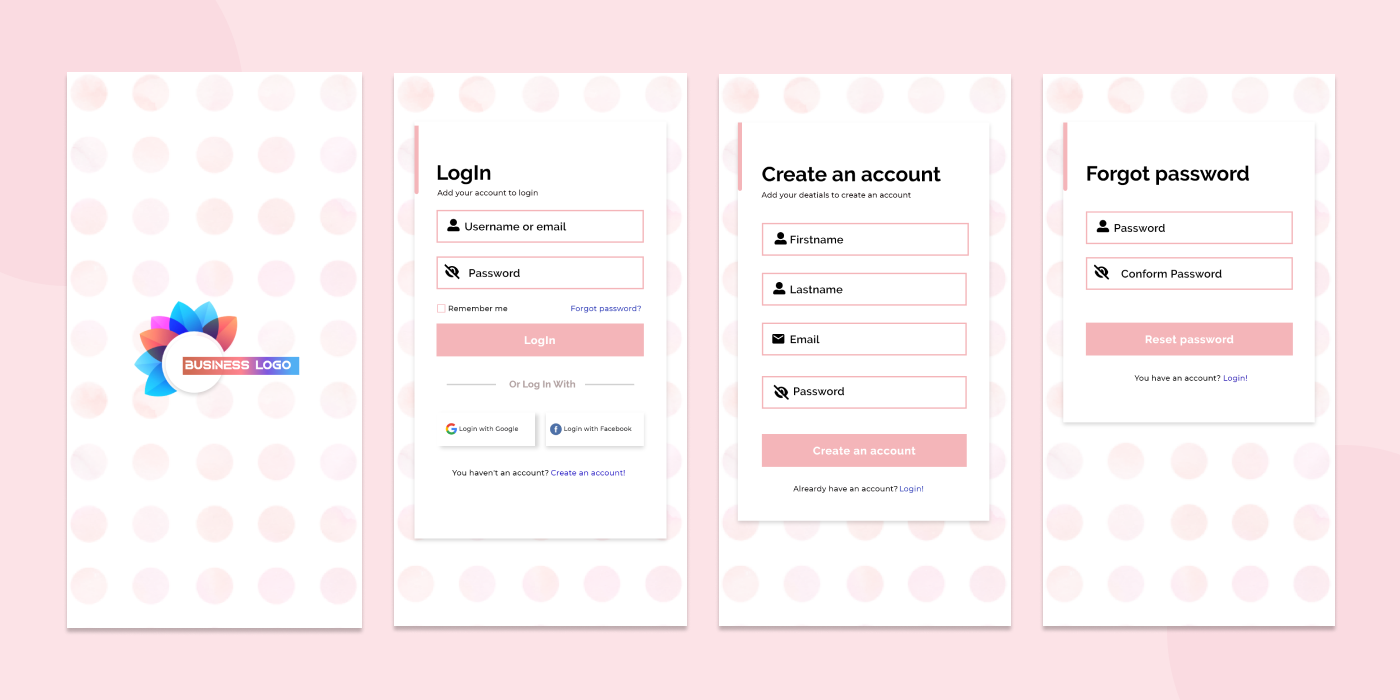 BUSINESS LOGO
LogIn
Add your account to login
Username or email
Password
Remember me
Forgot password?
LogIn
Or Log In With
Login with Google
Login with Facebook
You haven't an account? Create an account!
Create an account
Add your deatials to create an account
Firstname
Lastname
Email
Password
Create an account
Alreardy have an account? Login!
Forgot password
Password
Conform Password
Reset password
You have an account? Login!